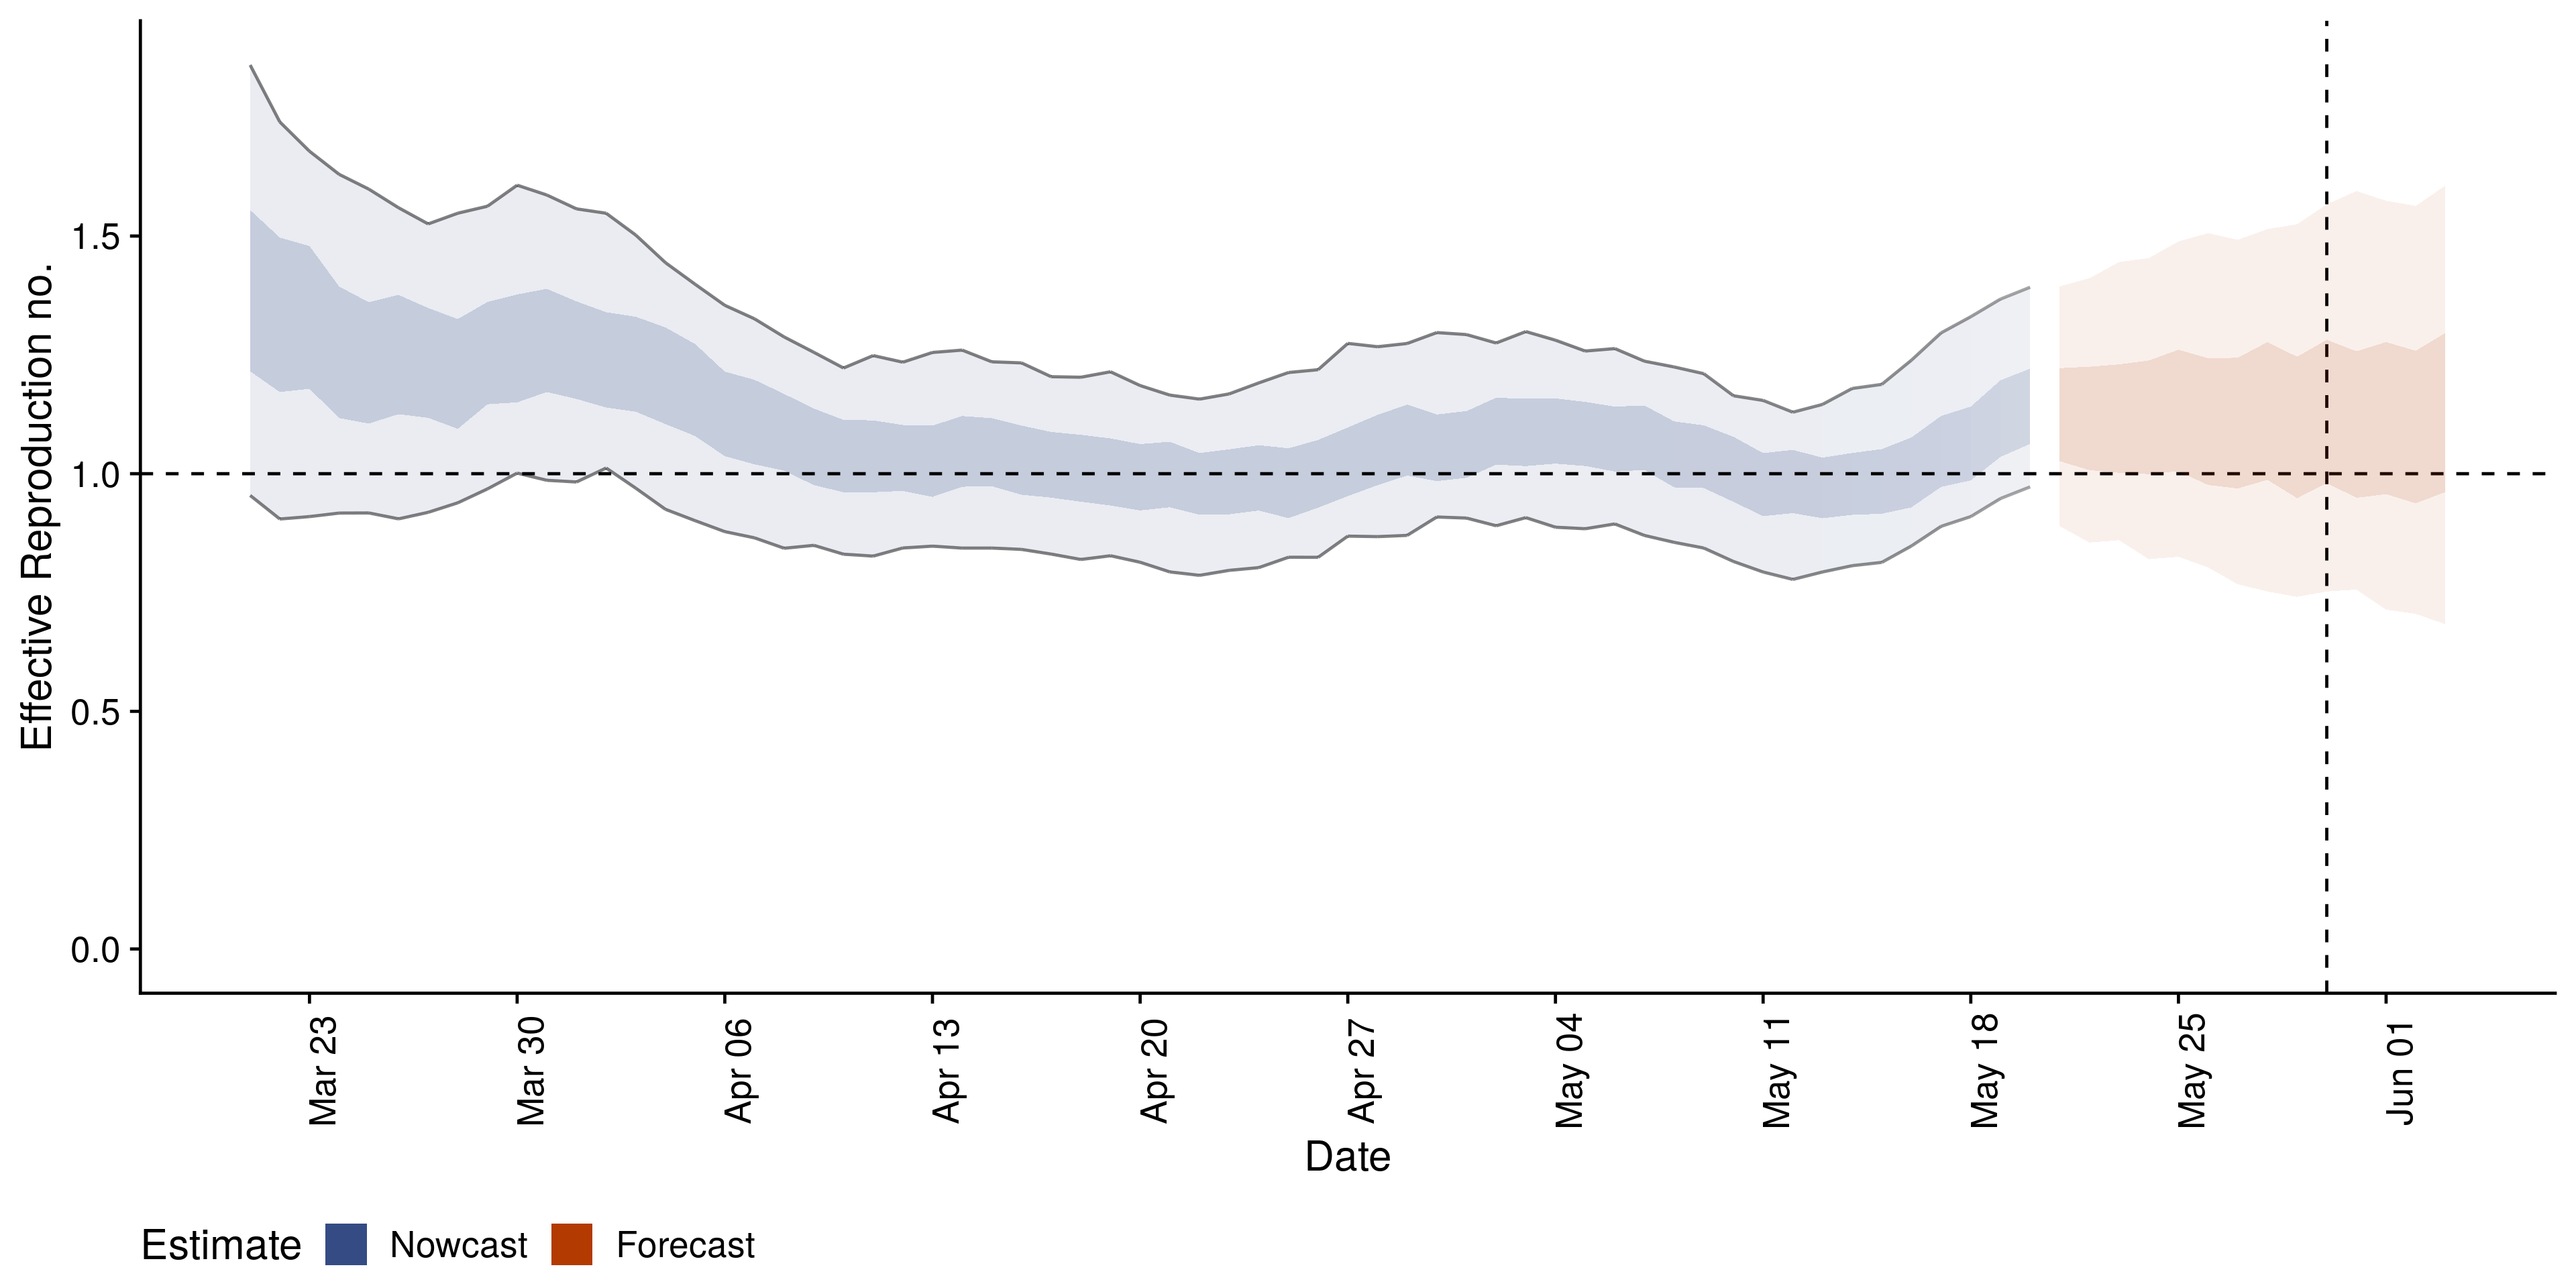 Effective Reproduction no.
1.5
1.0
0.5
0.0
Mar 23
Mar 30
Apr 06
Apr 13
Apr 20
Apr 27
May 04
May 11
May 18
May 25
Jun 01
Date
Estimate Nowcast Forecast